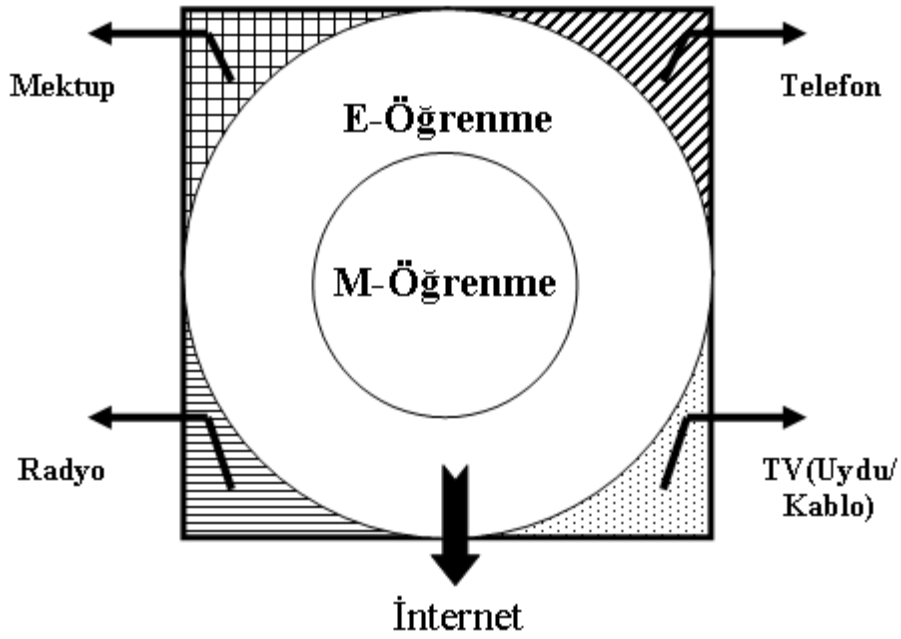 Mektup
Telefon
E-Öğrenme
M-Öğrenme
Radyo
TV(Uydu/
Kablo)
İnternet